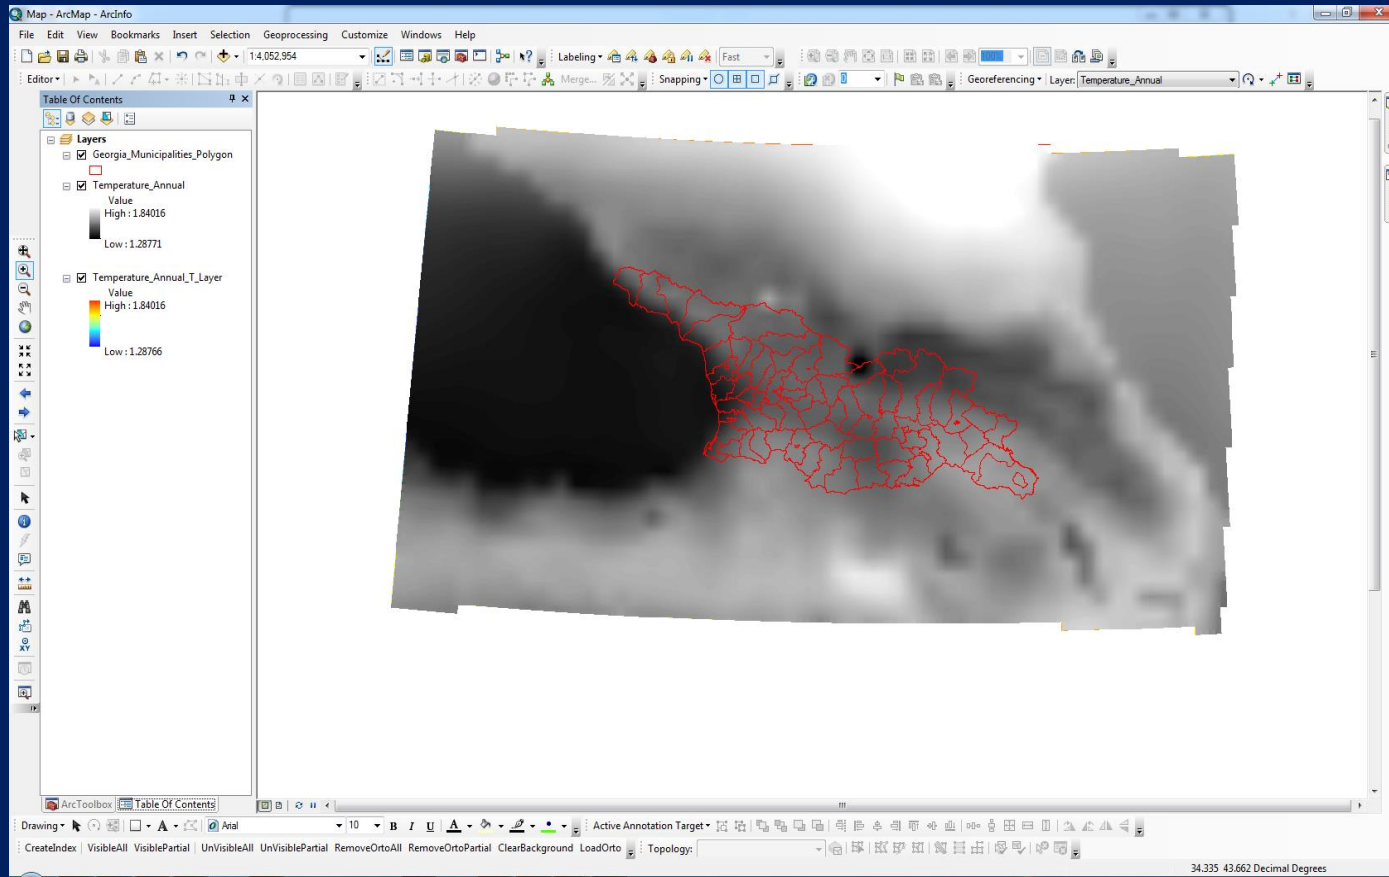 Map - ArcMap - ArcInfo
File Edit View Bookmarks Insert Selection Geoprocessing Customize Windows Help
1:4,052,954 Labeling Fast 100%
Editor Merge... Snapping 0 Georeferencing Layer: Temperature_Annual
Table Of Contents
Layers
Georgia_Municipalities_Polygon
Temperature_Annual
Value
High : 1.84016
Low : 1.28771
Temperature_Annual_T_Layer
Value
High : 1.84016
Low : 1.28766
ArcToolbox Table Of Contents
Drawing A Arial 10 B I U A Active Annotation Target
CreateIndex VisibleAll VisiblePartial UnVisibleAll UnVisiblePartial RemoveOrtoAll RemoveOrtoPartial ClearBackground LoadOrto Topology:
34.335 43.662 Decimal Degrees